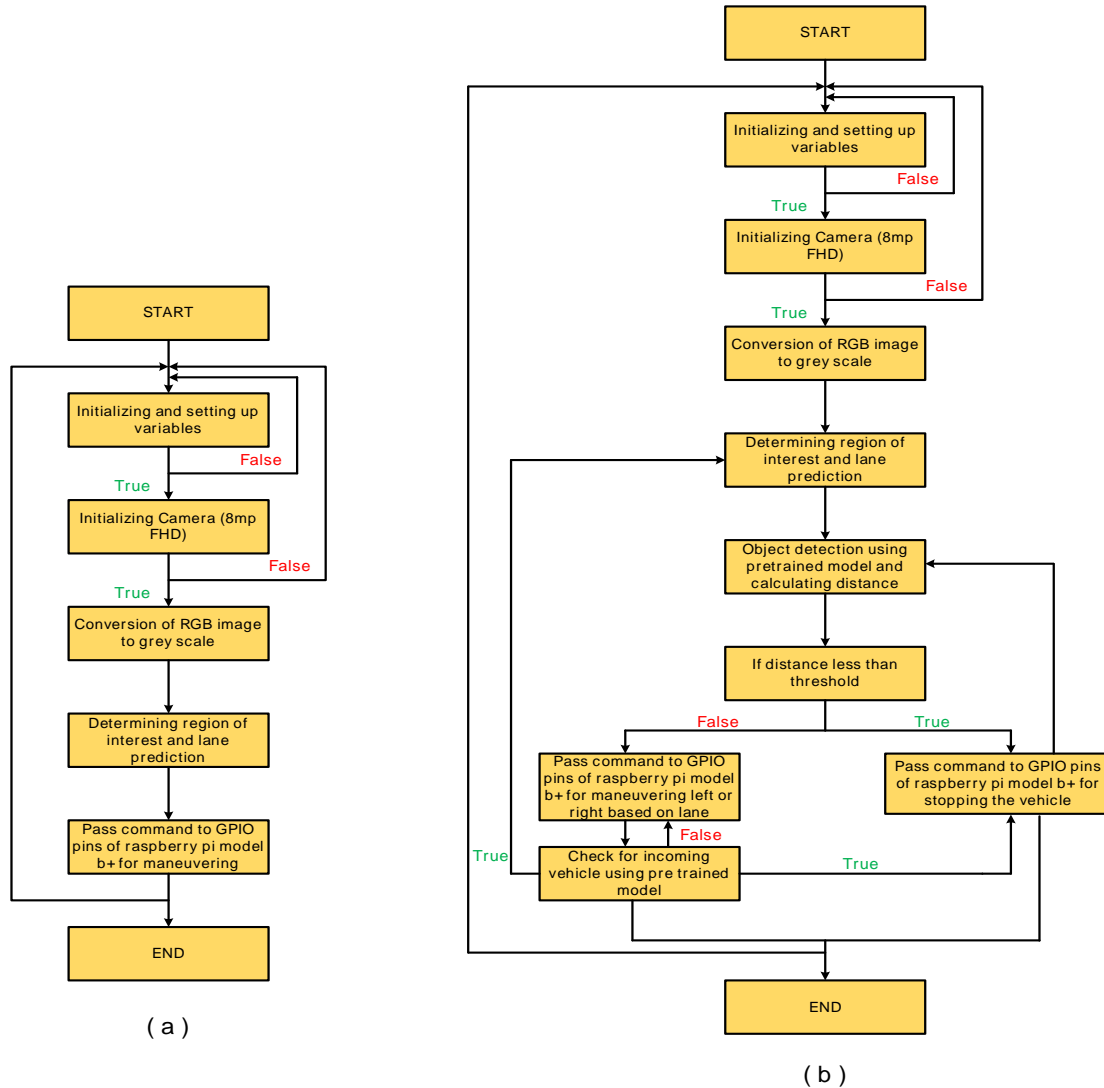 START
Initializing and setting up
variables
False
True
Initializing Camera (8mp
FHD)
False
True
Conversion of RGB image
to grey scale
Determining region of
interest and lane
prediction
Pass command to GPIO
pins of raspberry pi model
b+ for maneuvering
END
( a )
START
Initializing and setting up
variables
False
True
Initializing Camera (8mp
FHD)
False
True
Conversion of RGB image
to grey scale
Determining region of
interest and lane
prediction
Object detection using
pretrained model and
calculating distance
If distance less than
threshold
False
True
Pass command to GPIO
pins of raspberry pi model
b+ for maneuvering left or
right based on lane
Pass command to GPIO pins
of raspberry pi model b+ for
stopping the vehicle
False
True
Check for incoming
vehicle using pre trained
model
True
END
( b )